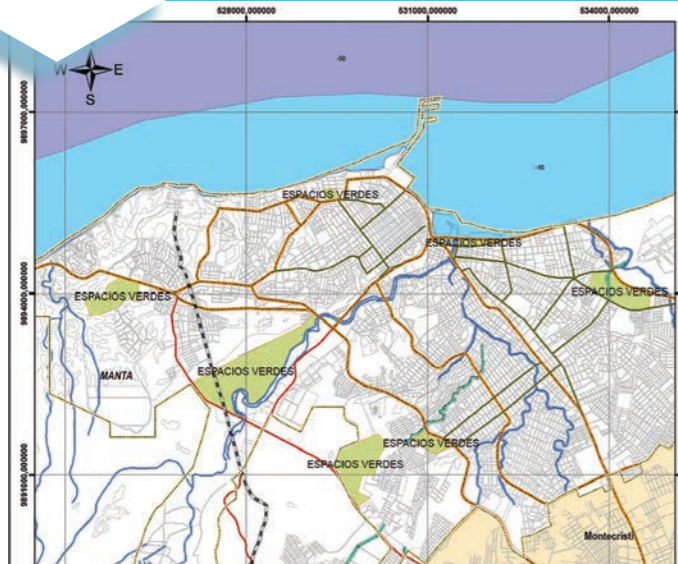 528000,000000
531000,000000
534000,000000
W
E
S
-50
9897000,000000
-10
ESPACIOS VERDES
ESPACIOS VERDES
9894000,000000
ESPACIOS VERDES
ESPACIOS VERDES
MANTA
ESPACIOS VERDES
ESPACIOS VERDES
ESPACIOS VERDES
9891000,000000
Montecristi